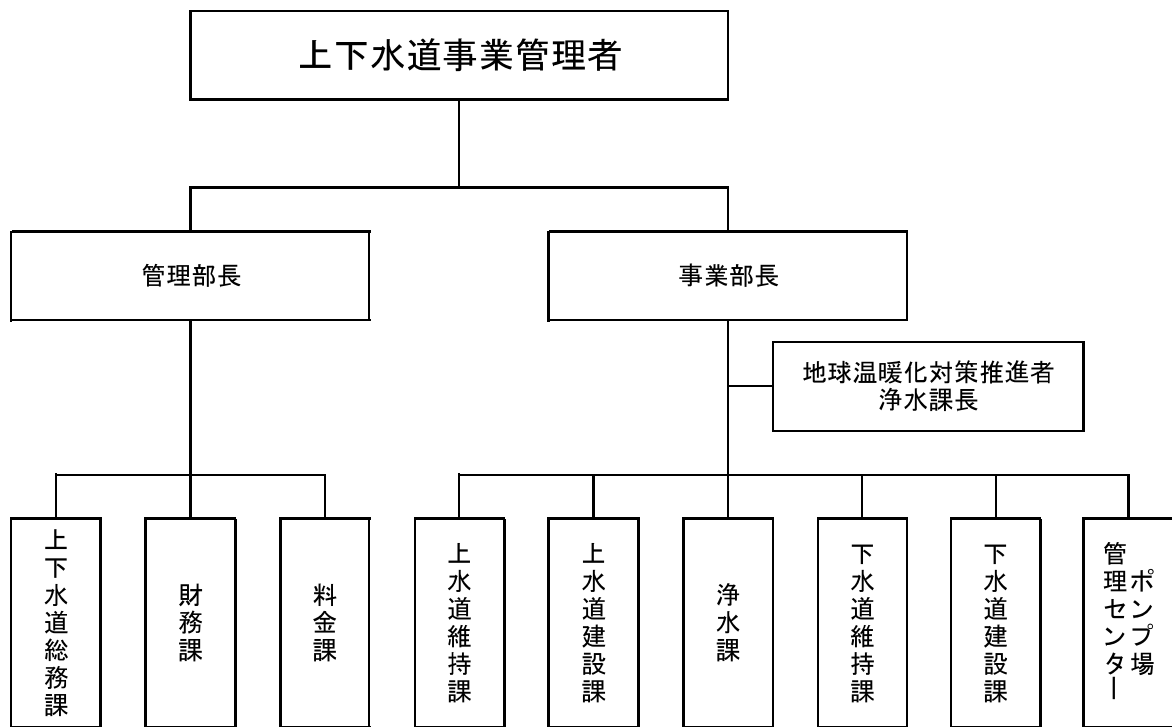 上下水道事業管理者
管理部長
事業部長
地球温暖化対策推進者
浄水課長
上下水道総務課
財務課
料金課
上水道維持課
上水道建設課
浄水課
下水道維持課
下水道建設課
ポンプ場
管理センター